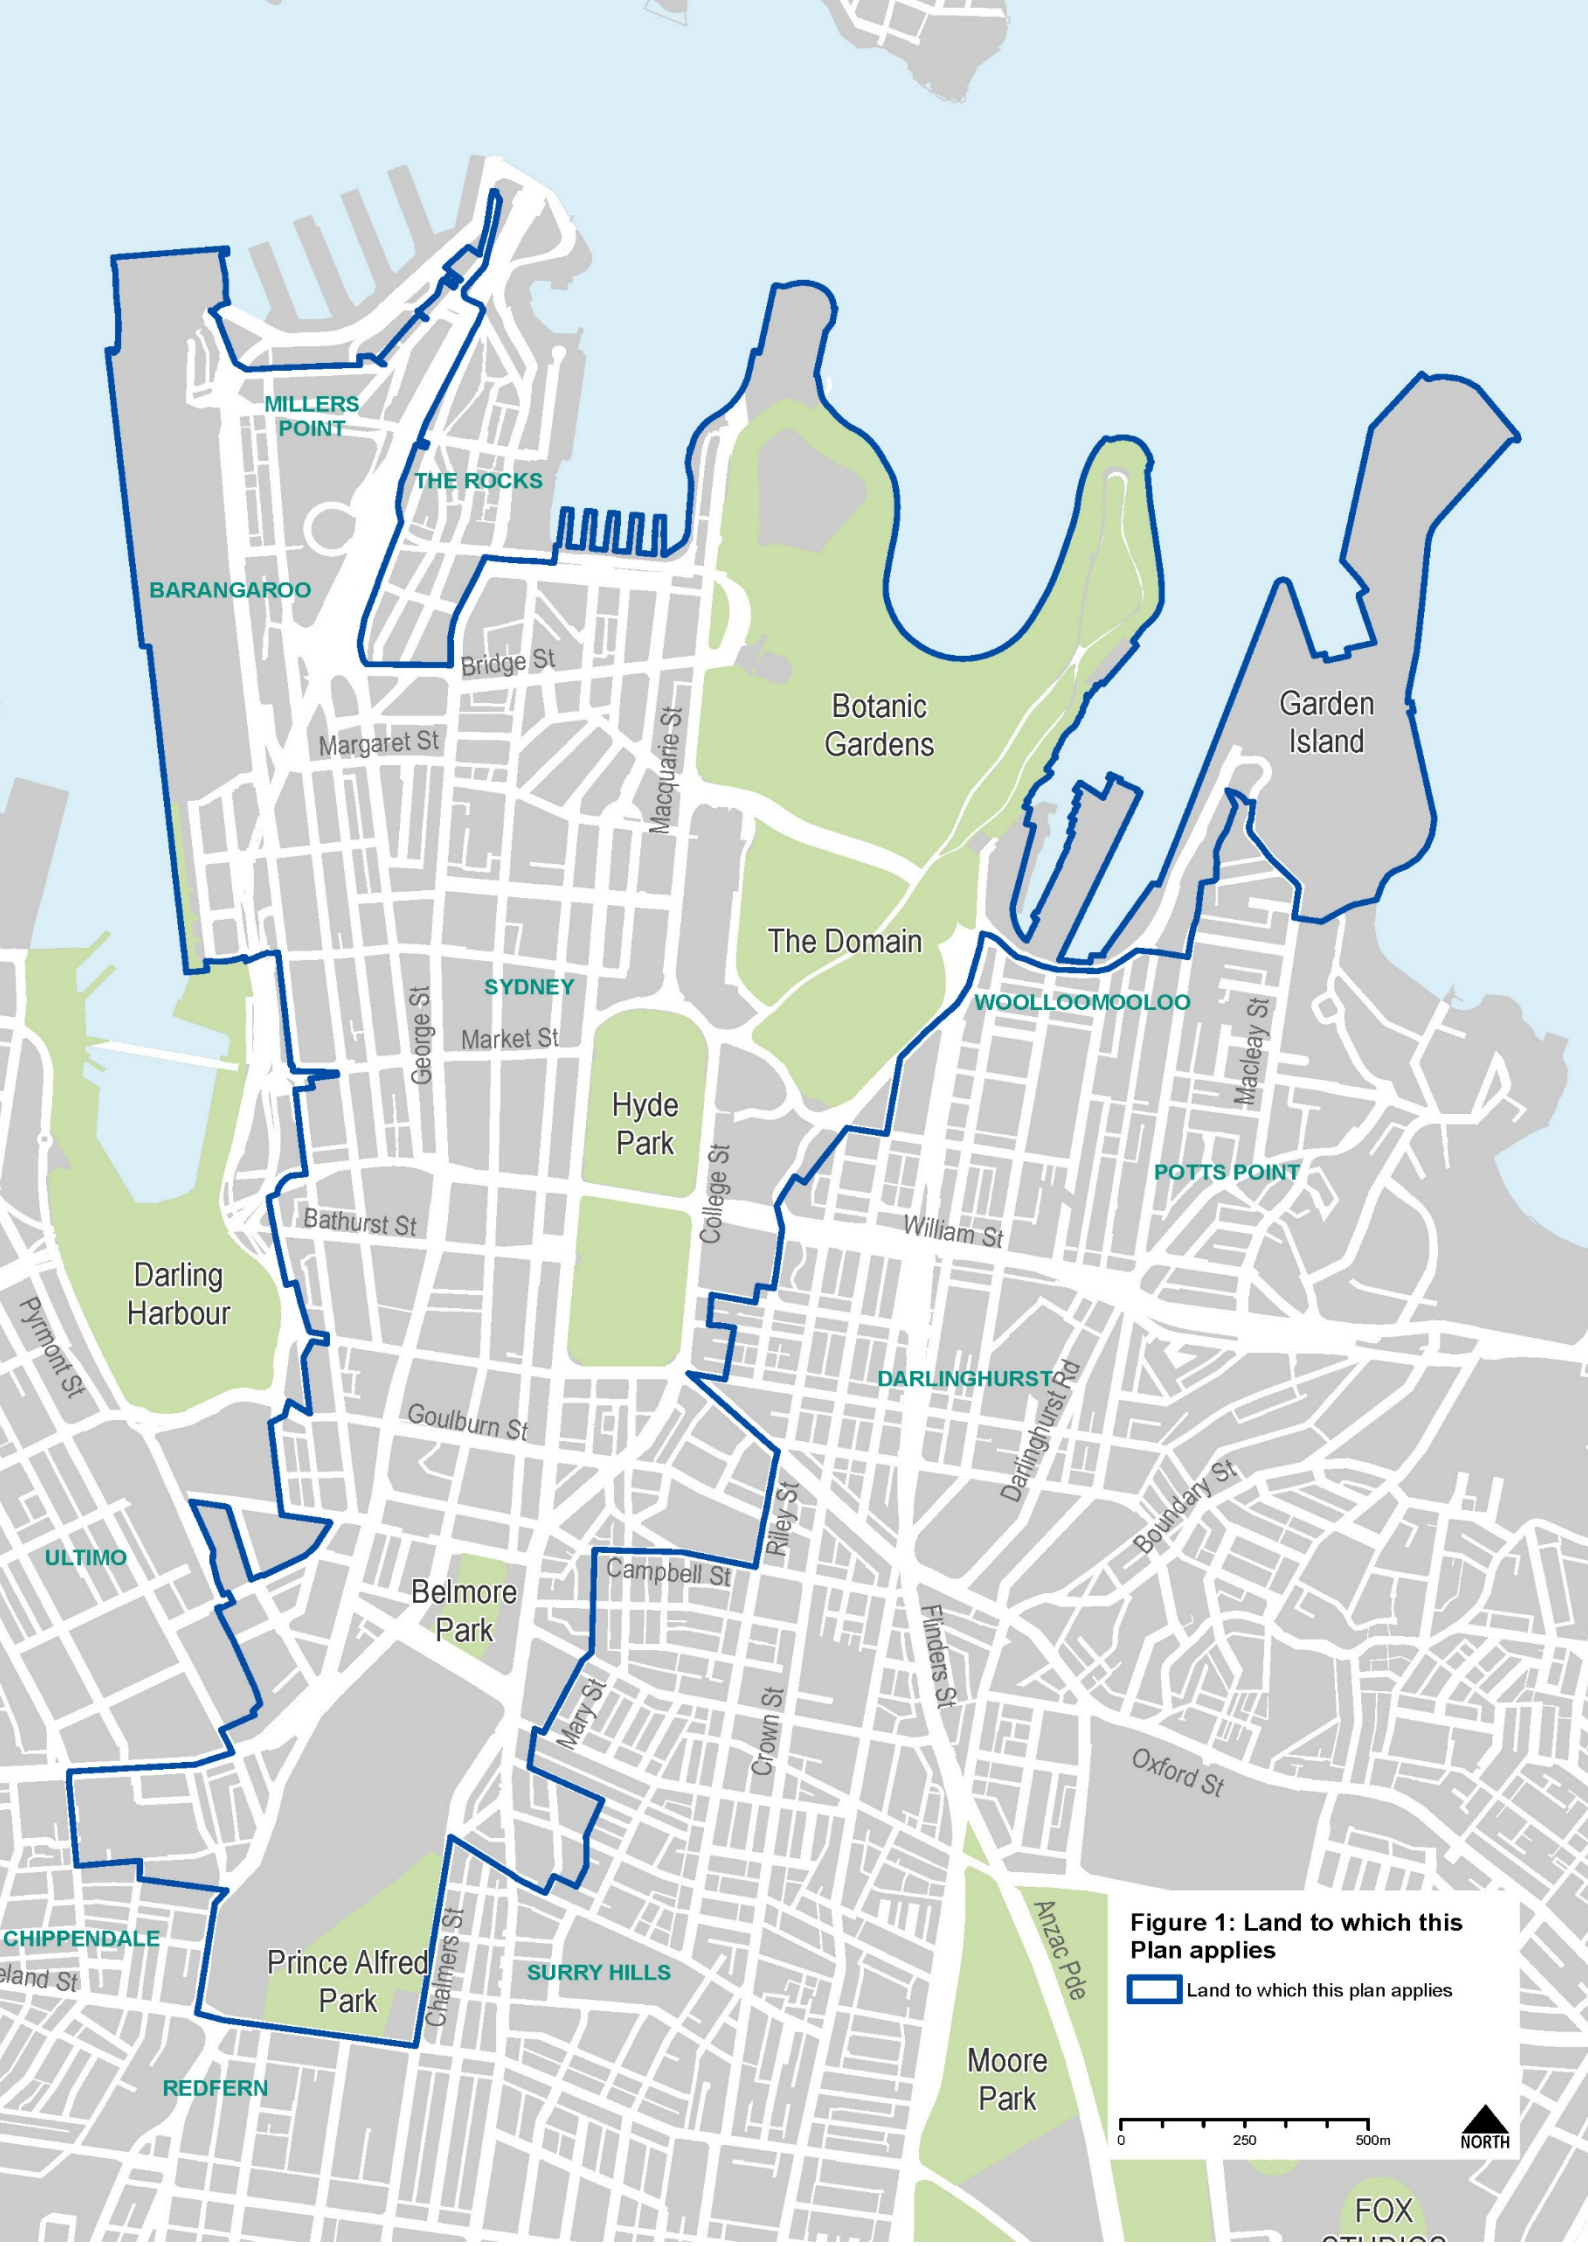 MILLERS
POINT
THE ROCKS
BARANGAROO
Bridge St
Botanic
Gardens
Garden
Island
Margaret St
Macquarie St
The Domain
SYDNEY
WOOLLOOMOOLOO
George St
Market St
Macleay St
Hyde
Park
College St
POTTS POINT
Bathurst St
William St
Darling
Harbour
Pyrmont St
DARLINGHURST
Darlinghurst Rd
Goulburn St
Boundary St
Riley St
ULTIMO
Campbell St
Belmore
Park
Flinders St
Mary St
Crown St
Oxford St
CHIPPENDALE
eland St
Prince Alfred
Park
Chalmers St
SURRY HILLS
Anzac Pde
Figure 1: Land to which this
Plan applies
Land to which this plan applies
Moore
Park
REDFERN
0 250 500m
NORTH
FOX
STUDIOS